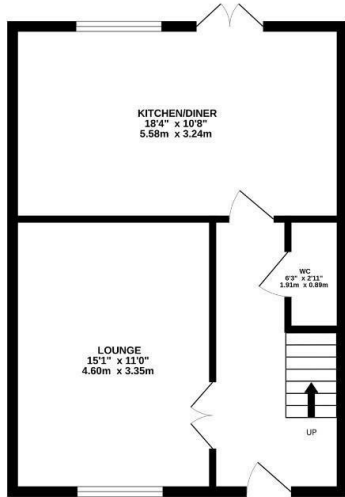 KITCHEN/DINER
18'4" x 10'8"
5.58m x 3.24m
WC
6'3" x 2'11"
1.91m x 0.89m
LOUNGE
15'1" x 11'0"
4.60m x 3.35m
UP